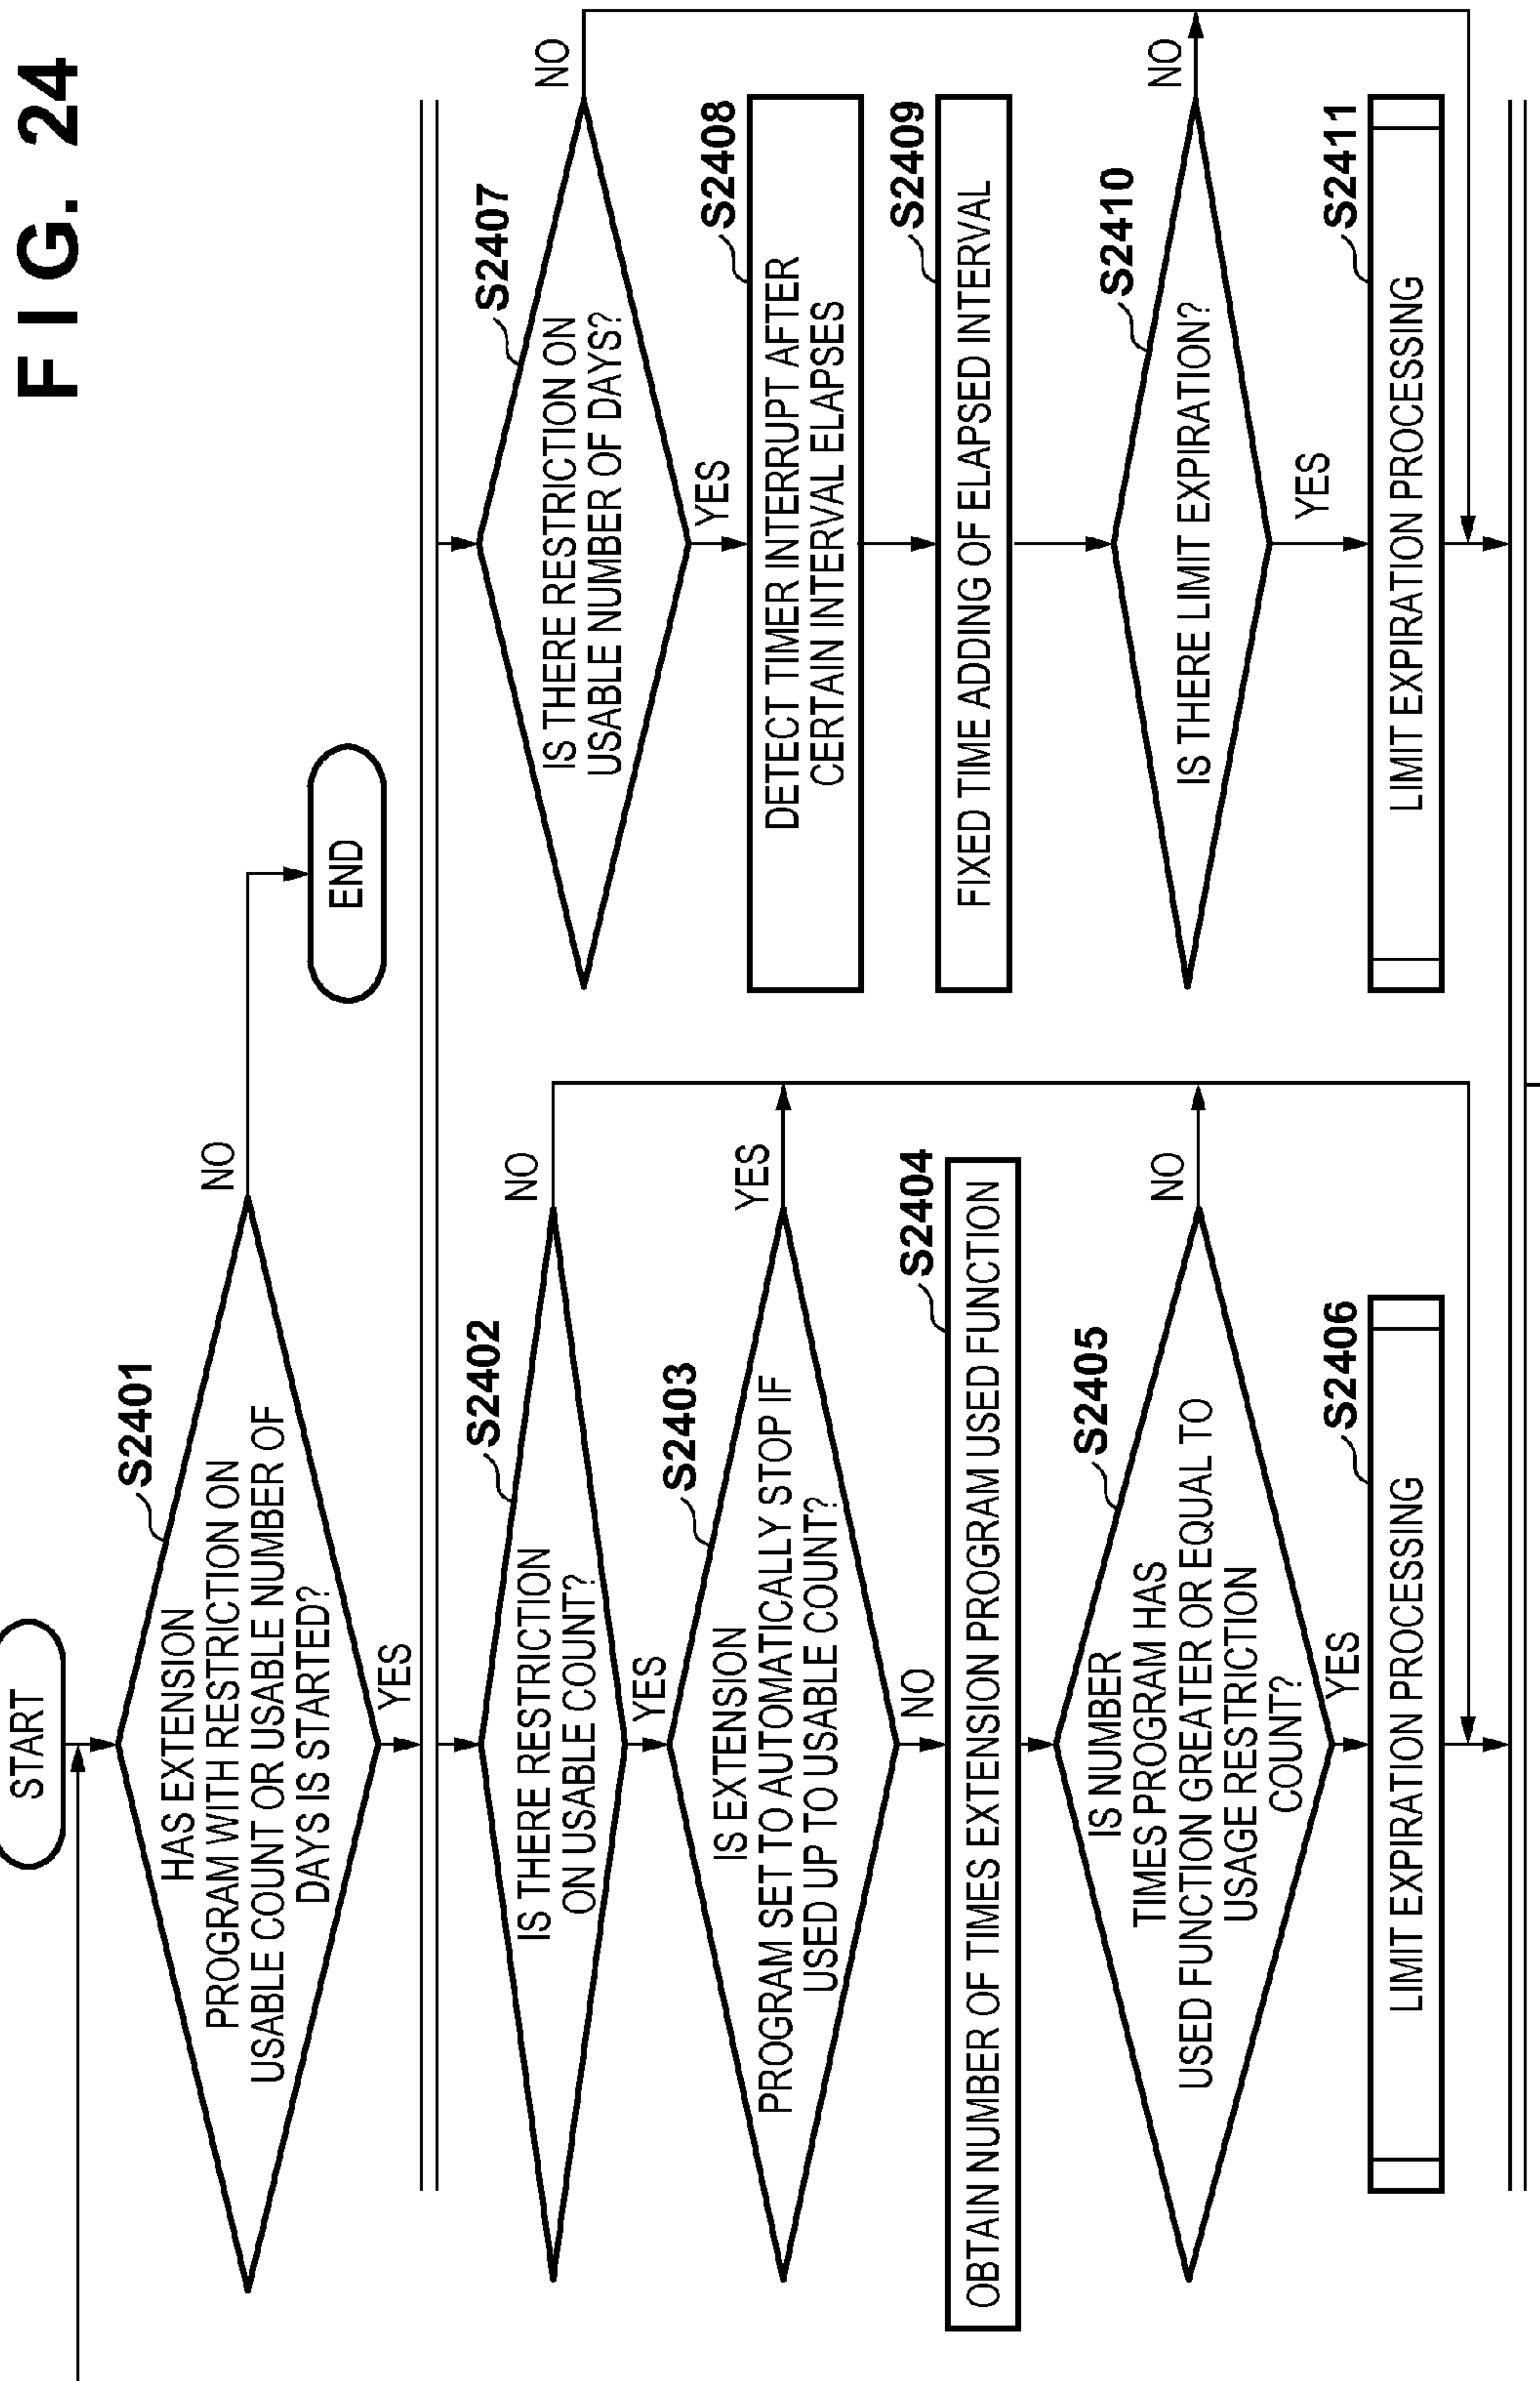 F I G. 24
START
S2401
HAS EXTENSION
PROGRAM WITH RESTRICTION ON
USABLE COUNT OR USABLE NUMBER OF
DAYS IS STARTED?
NO
YES
END
S2402
IS THERE RESTRICTION
ON USABLE COUNT?
NO
YES
S2403
IS EXTENSION
PROGRAM SET TO AUTOMATICALLY STOP IF
USED UP TO USABLE COUNT?
YES
NO
S2404
OBTAIN NUMBER OF TIMES EXTENSION PROGRAM USED FUNCTION
S2405
IS NUMBER
TIMES PROGRAM HAS
USED FUNCTION GREATER OR EQUAL TO
USAGE RESTRICTION
COUNT?
NO
YES
S2406
LIMIT EXPIRATION PROCESSING
S2407
IS THERE RESTRICTION ON
USABLE NUMBER OF DAYS?
NO
YES
S2408
DETECT TIMER INTERRUPT AFTER
CERTAIN INTERVAL ELAPSES
S2409
FIXED TIME ADDING OF ELAPSED INTERVAL
S2410
IS THERE LIMIT EXPIRATION?
NO
YES
S2411
LIMIT EXPIRATION PROCESSING